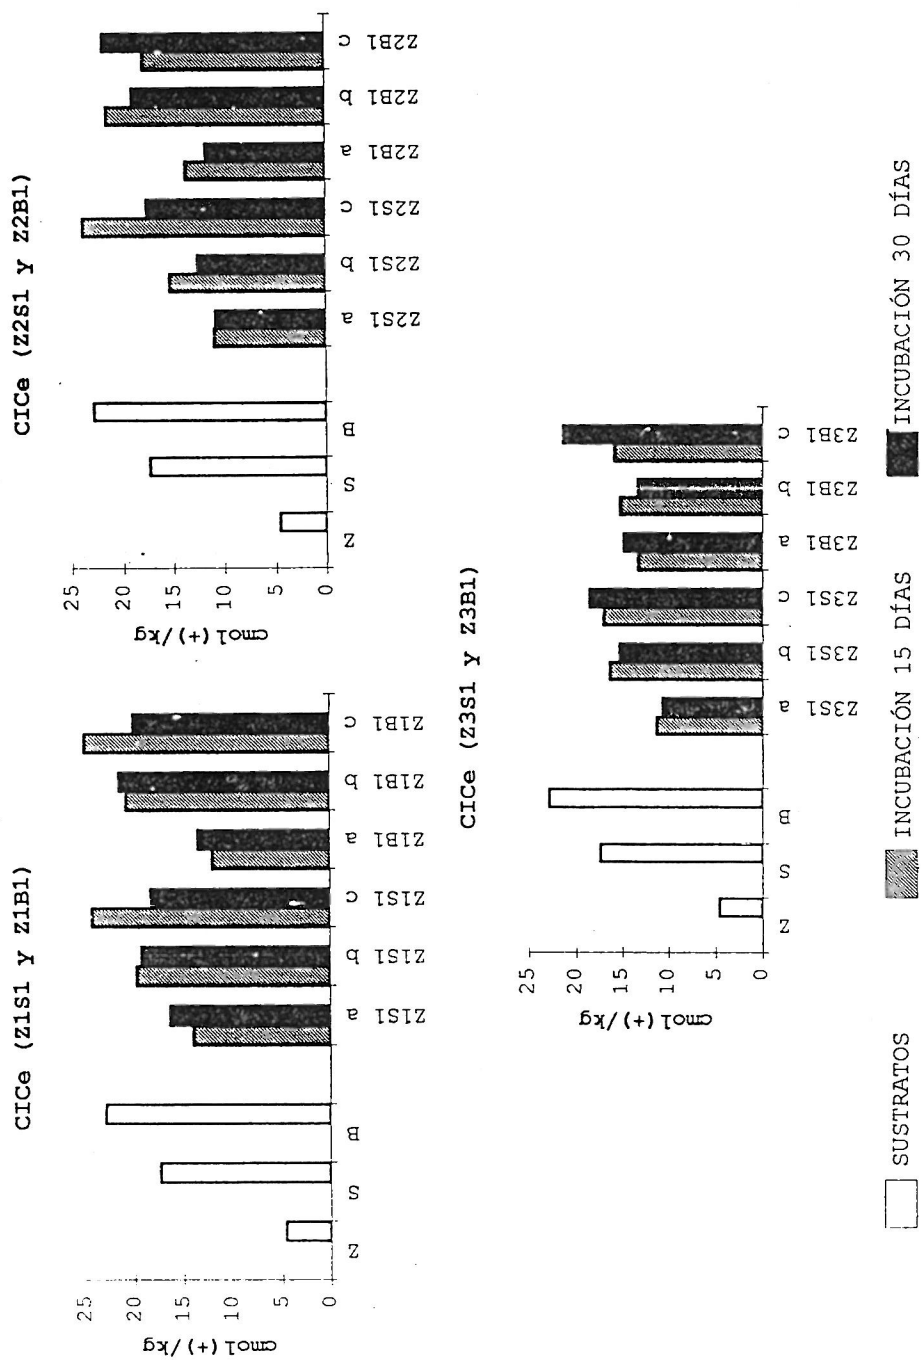 CICe (Z1S1 y Z1B1)
cmol(+)/kg
25
20
15
10
5
0
Z
S
B
Z1S1 a
Z1S1 b
Z1S1 c
Z1B1 a
Z1B1 b
Z1B1 c
CICe (Z2S1 y Z2B1)
cmol(+)/kg
25
20
15
10
5
0
Z
S
B
Z2S1 a
Z2S1 b
Z2S1 c
Z2B1 a
Z2B1 b
Z2B1 c
CICe (Z3S1 y Z3B1)
cmol(+)/kg
25
20
15
10
5
0
Z
S
B
Z3S1 a
Z3S1 b
Z3S1 c
Z3B1 a
Z3B1 b
Z3B1 c
SUSTRATOS
INCUBACIÓN 15 DÍAS
INCUBACIÓN 30 DÍAS